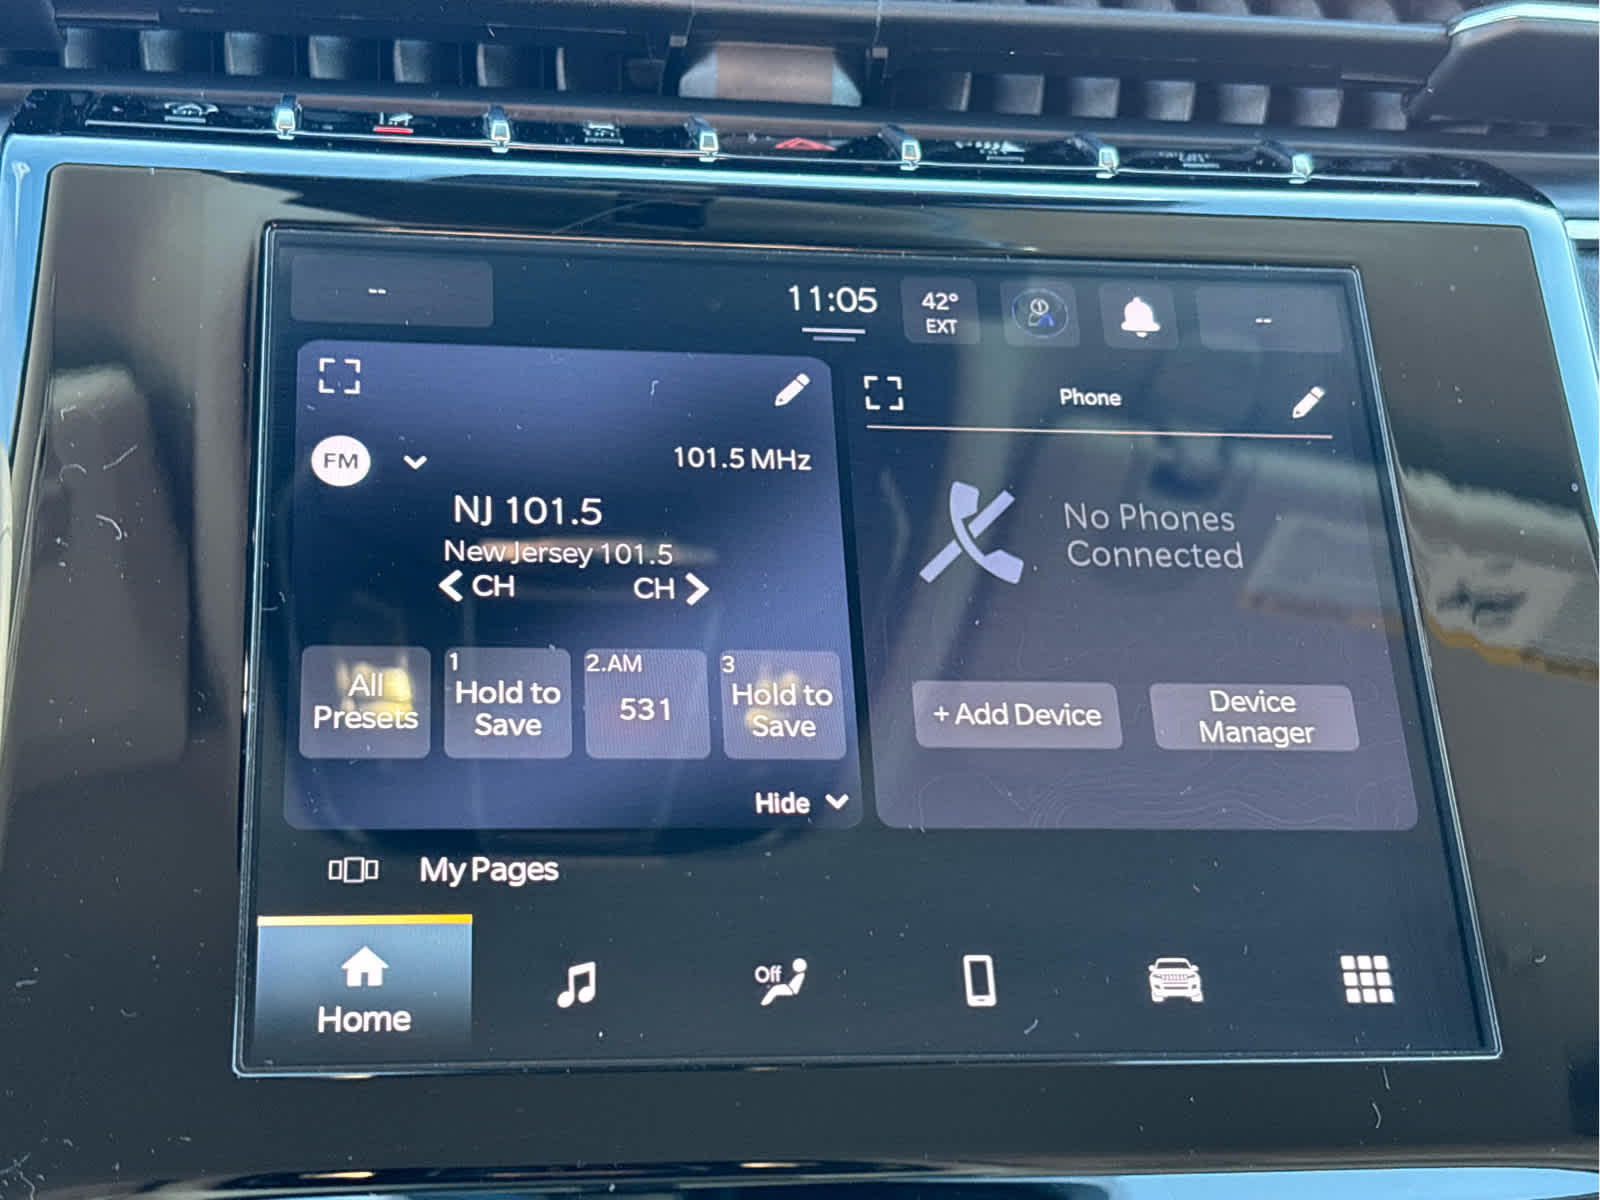 --
11:05
42°
EXT
--
FM
101.5 MHz
NJ 101.5
New Jersey 101.5
CH
CH
All
Presets
1
Hold to
Save
2.AM
531
3
Hold to
Save
Hide
Phone
No Phones
Connected
+ Add Device
Device
Manager
My Pages
Home
Off